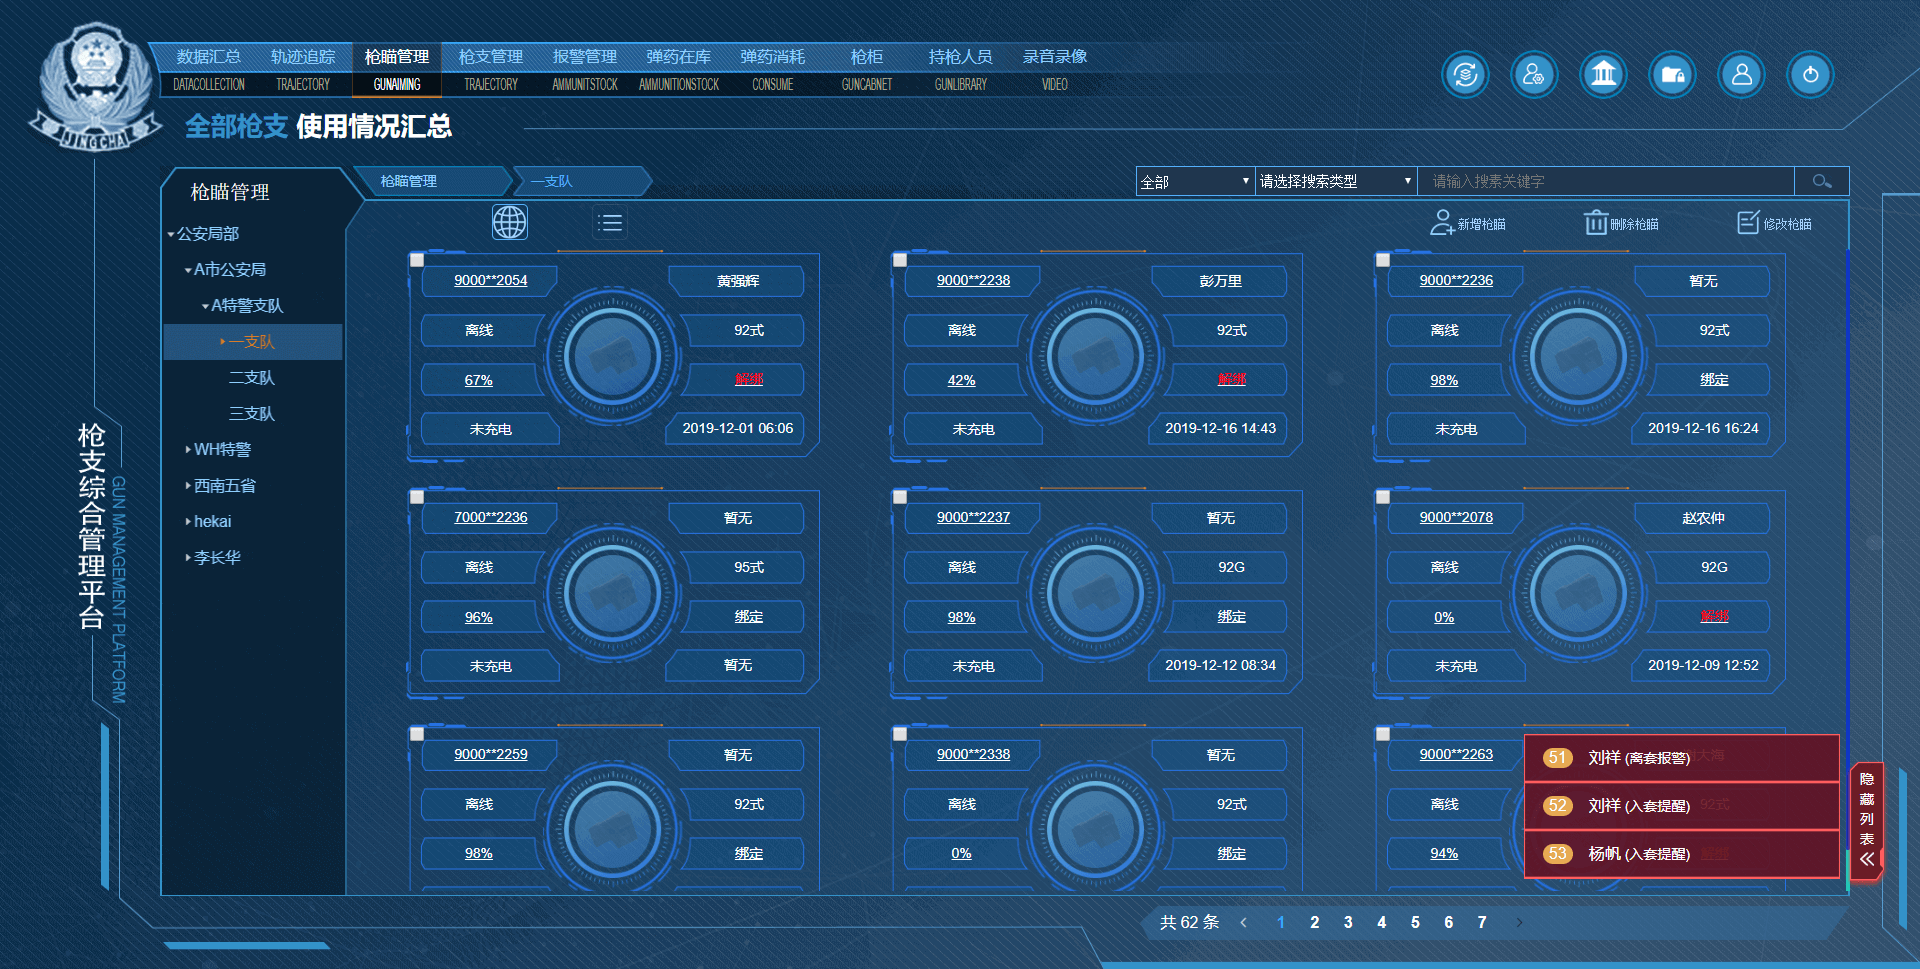 数据汇总 轨迹追踪 枪瞄管理 枪支管理 报警管理 弹药在库 弹药消耗 枪柜 持枪人员 录音录像
DATACOLLECTION TRAJECTORY GUNAIMING TRAJECTORY AMMUNITSTOCK AMMUNITIONSTOCK CONSUME GUNCABNET GUNLIBRARY VIDEO
JINGCHA
全部枪支 使用情况汇总
枪瞄管理
枪瞄管理 一支队
全部 请选择搜索类型 请输入搜素关键字
新增枪瞄 删除枪瞄 修改枪瞄
公安局部
A市公安局
A特警支队
一支队
二支队
三支队
WH特警
西南五省
hekai
李长华
枪支综合管理平台
GUN MANAGEMENT PLATFORM
9000**2054 黄强辉
离线 92式
67% 解绑
未充电 2019-12-01 06:06
9000**2238 彭万里
离线 92式
42% 解绑
未充电 2019-12-16 14:43
9000**2236 暂无
离线 92式
98% 绑定
未充电 2019-12-16 16:24
7000**2236 暂无
离线 95式
96% 绑定
未充电 暂无
9000**2237 暂无
离线 92G
98% 绑定
未充电 2019-12-12 08:34
9000**2078 赵农仲
离线 92G
0% 解绑
未充电 2019-12-09 12:52
9000**2259 暂无
离线 92式
98% 绑定
9000**2338 暂无
离线 92式
0% 绑定
9000**2263
离线 92式
94% 解绑
51 刘祥 (离套报警)
52 刘祥 (入套提醒)
53 杨帆 (入套提醒)
隐藏列表
共 62 条 1 2 3 4 5 6 7